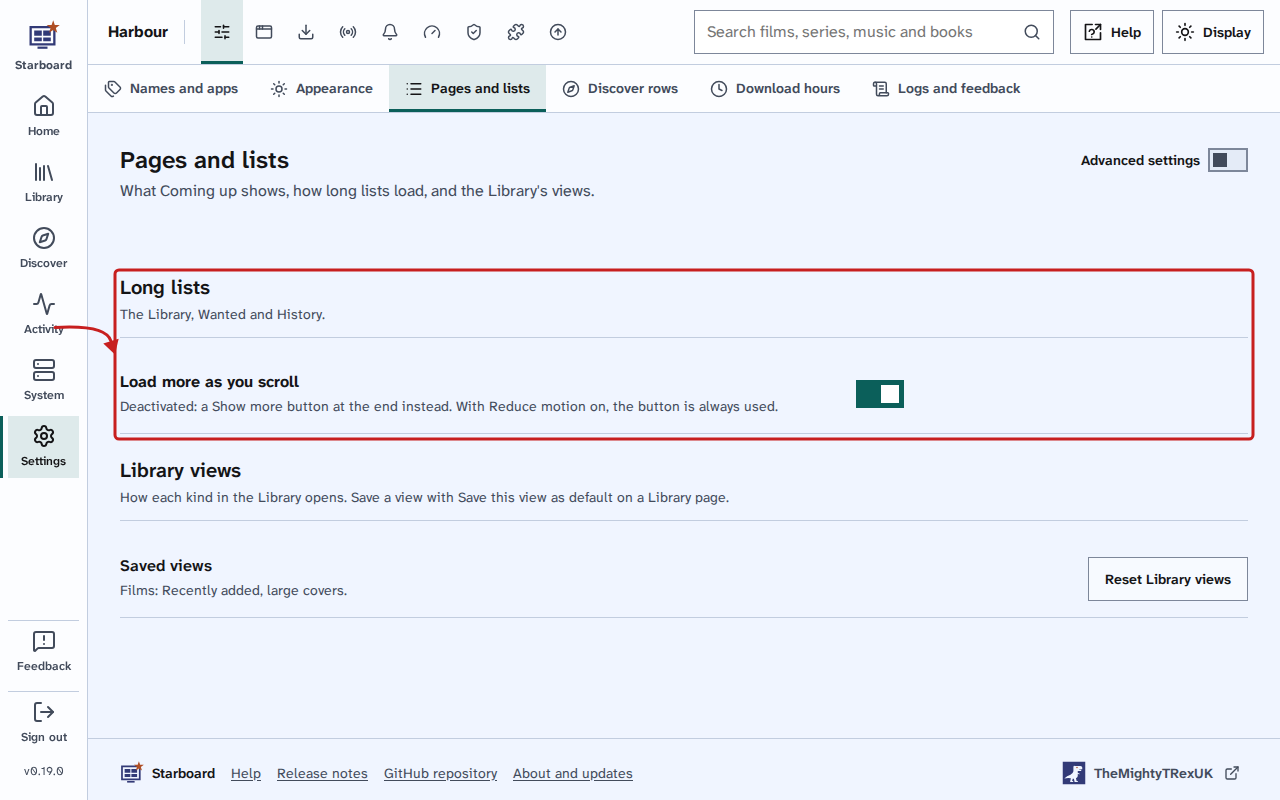 Starboard
Home
Library
Discover
Activity
System
Settings
Feedback
Sign out
v0.19.0
Harbour
Search films, series, music and books
Help
Display
Names and apps
Appearance
Pages and lists
Discover rows
Download hours
Logs and feedback
Pages and lists
Advanced settings
What Coming up shows, how long lists load, and the Library's views.
Long lists
The Library, Wanted and History.
Load more as you scroll
Deactivated: a Show more button at the end instead. With Reduce motion on, the button is always used.
Library views
How each kind in the Library opens. Save a view with Save this view as default on a Library page.
Saved views
Films: Recently added, large covers.
Reset Library views
Starboard
Help
Release notes
GitHub repository
About and updates
TheMightyTRexUK